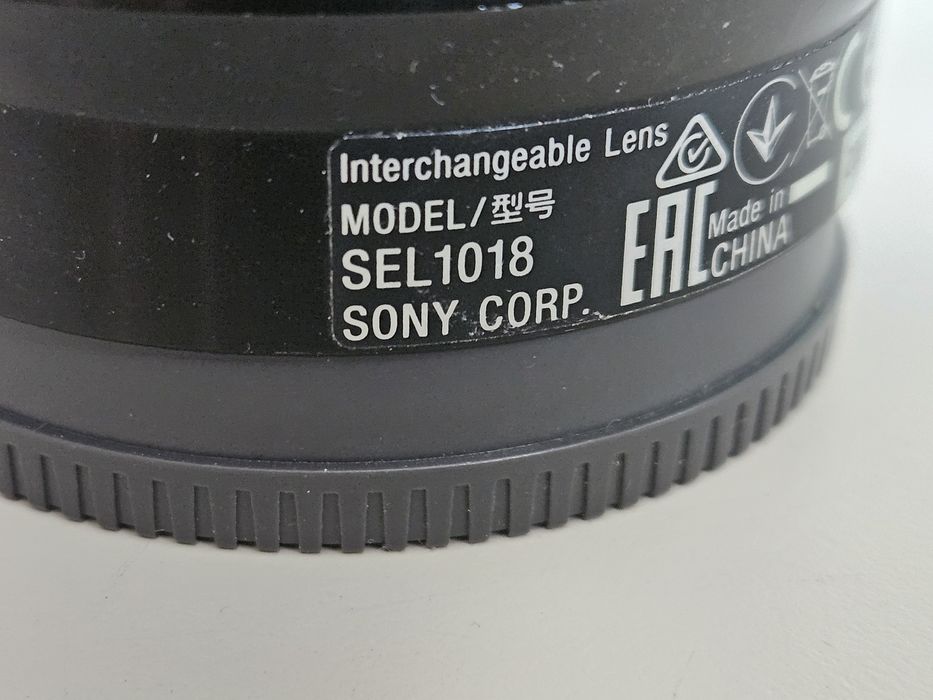 Interchangeable Lens
MODEL/型号
SEL1018
SONY CORP.
EAC
Made in
CHINA